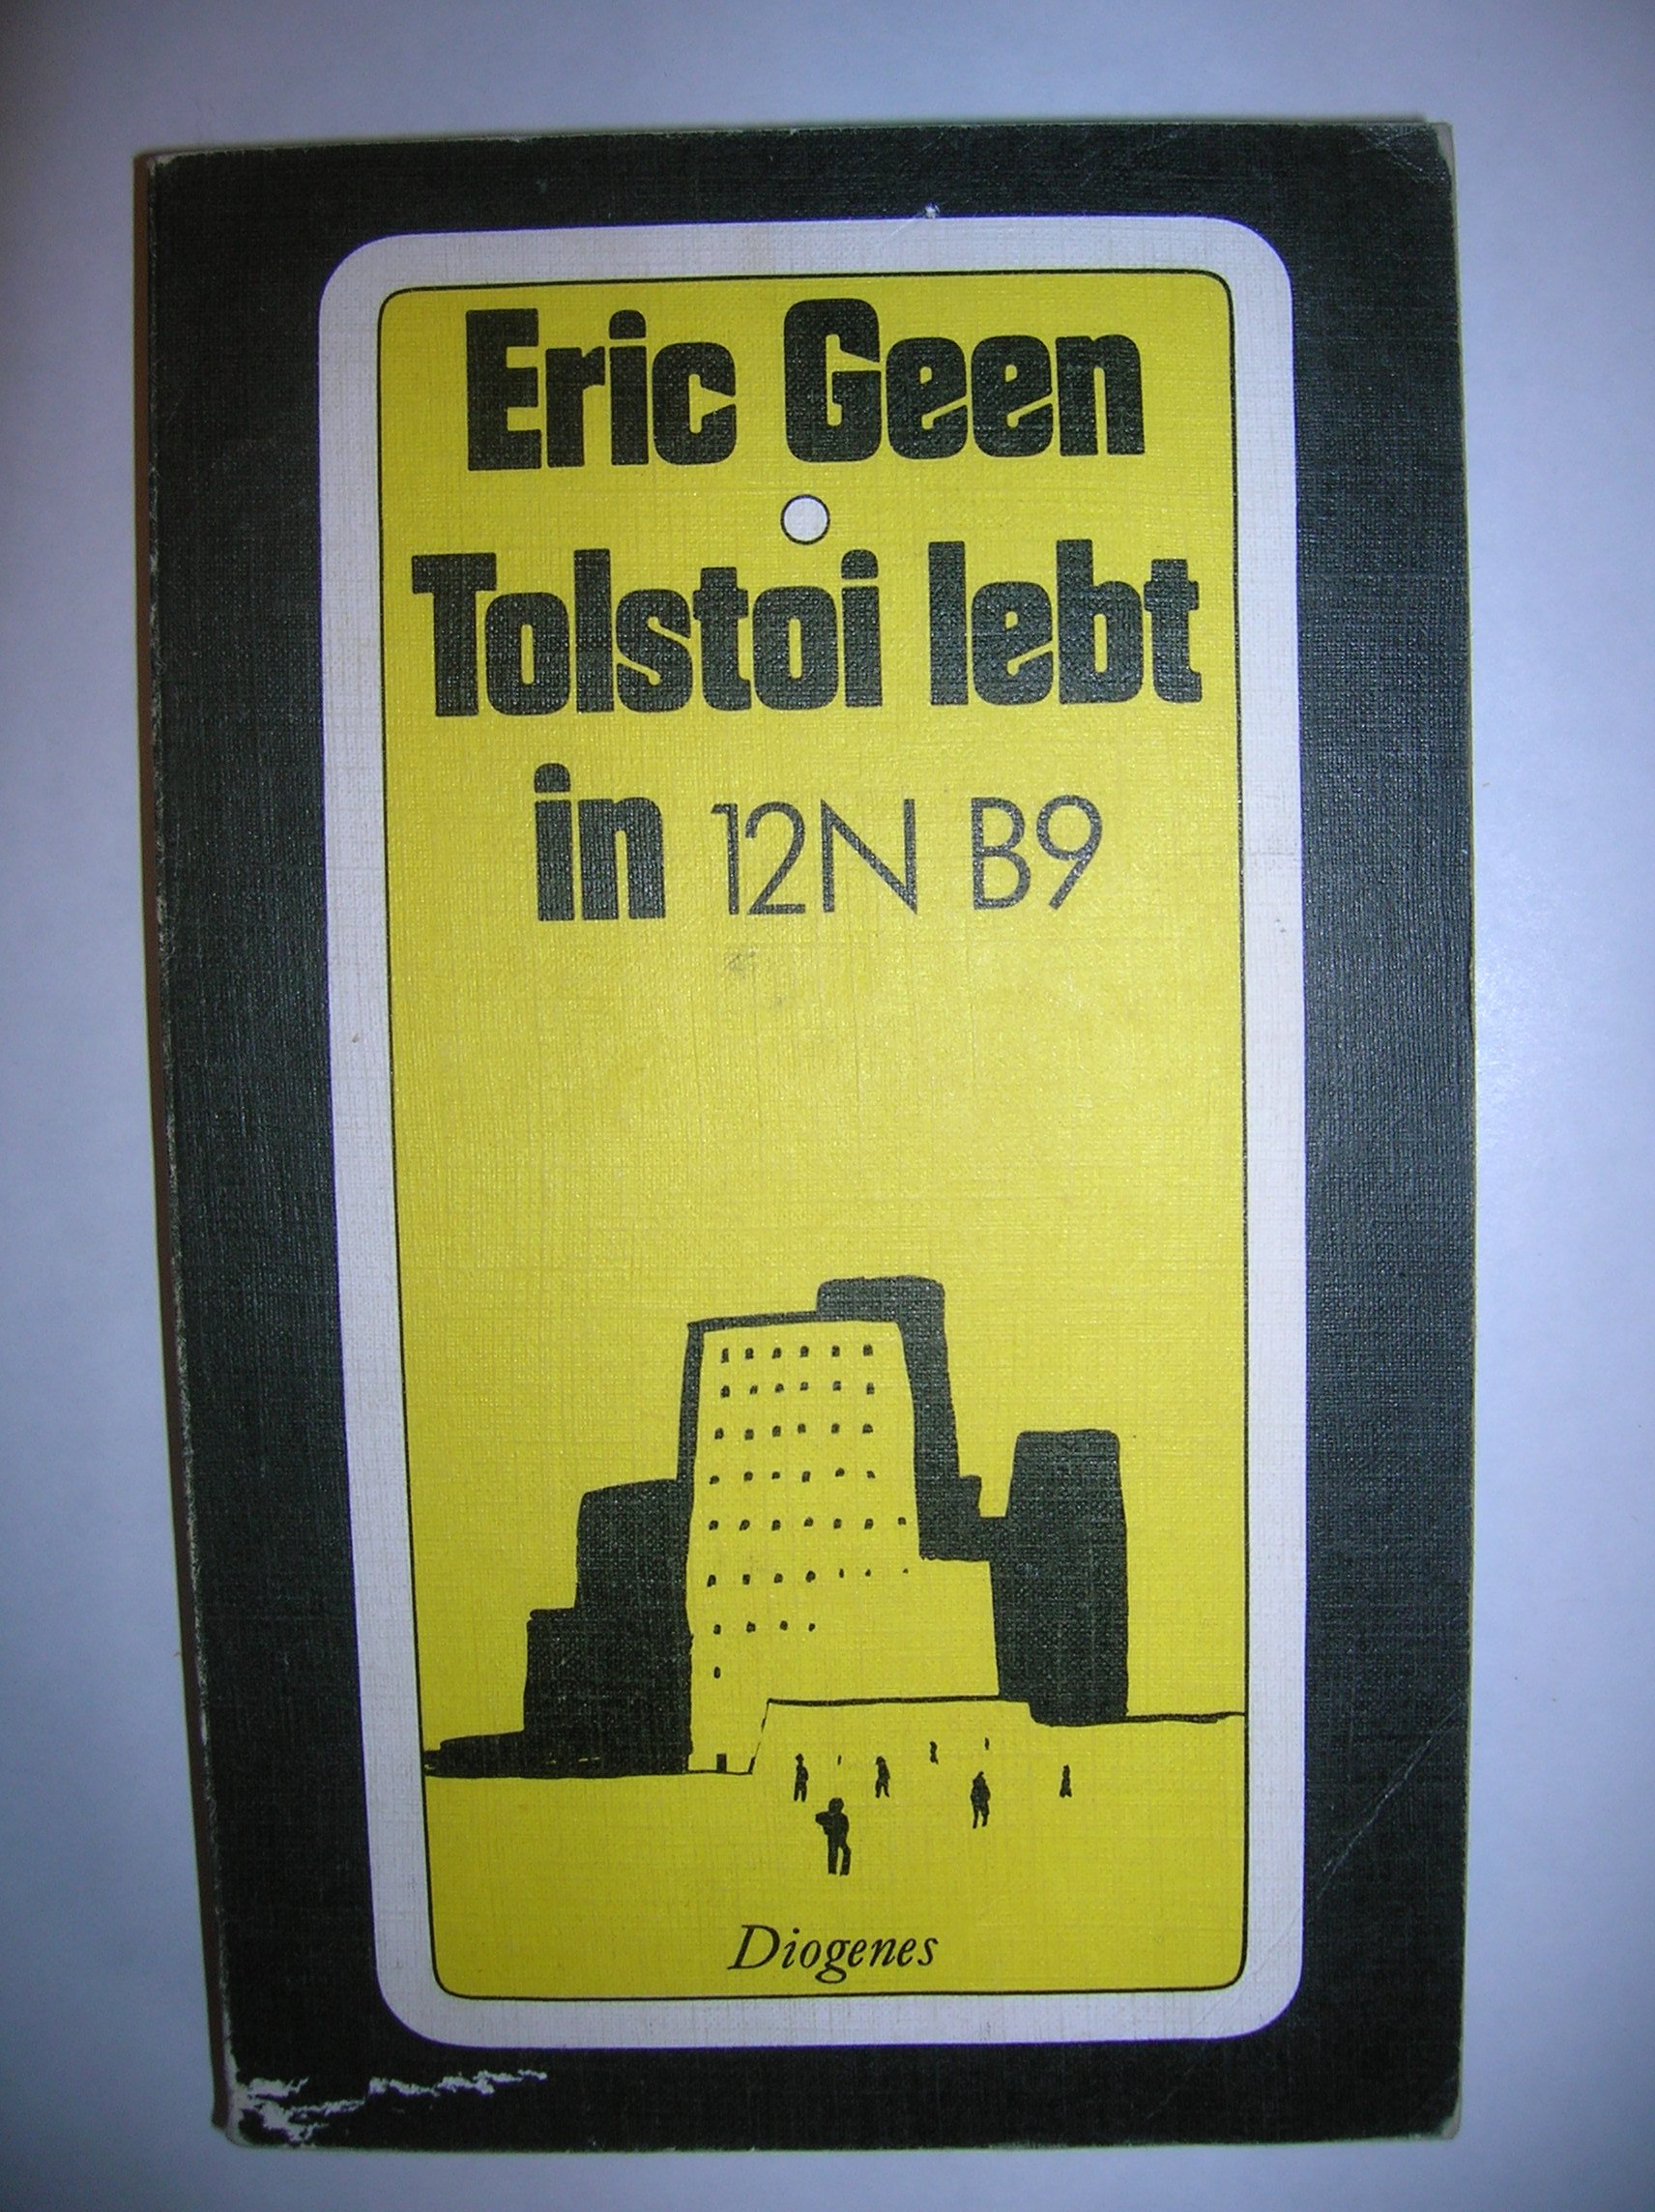 Eric Geen
Tolstoi lebt
in 12N B9
Diogenes